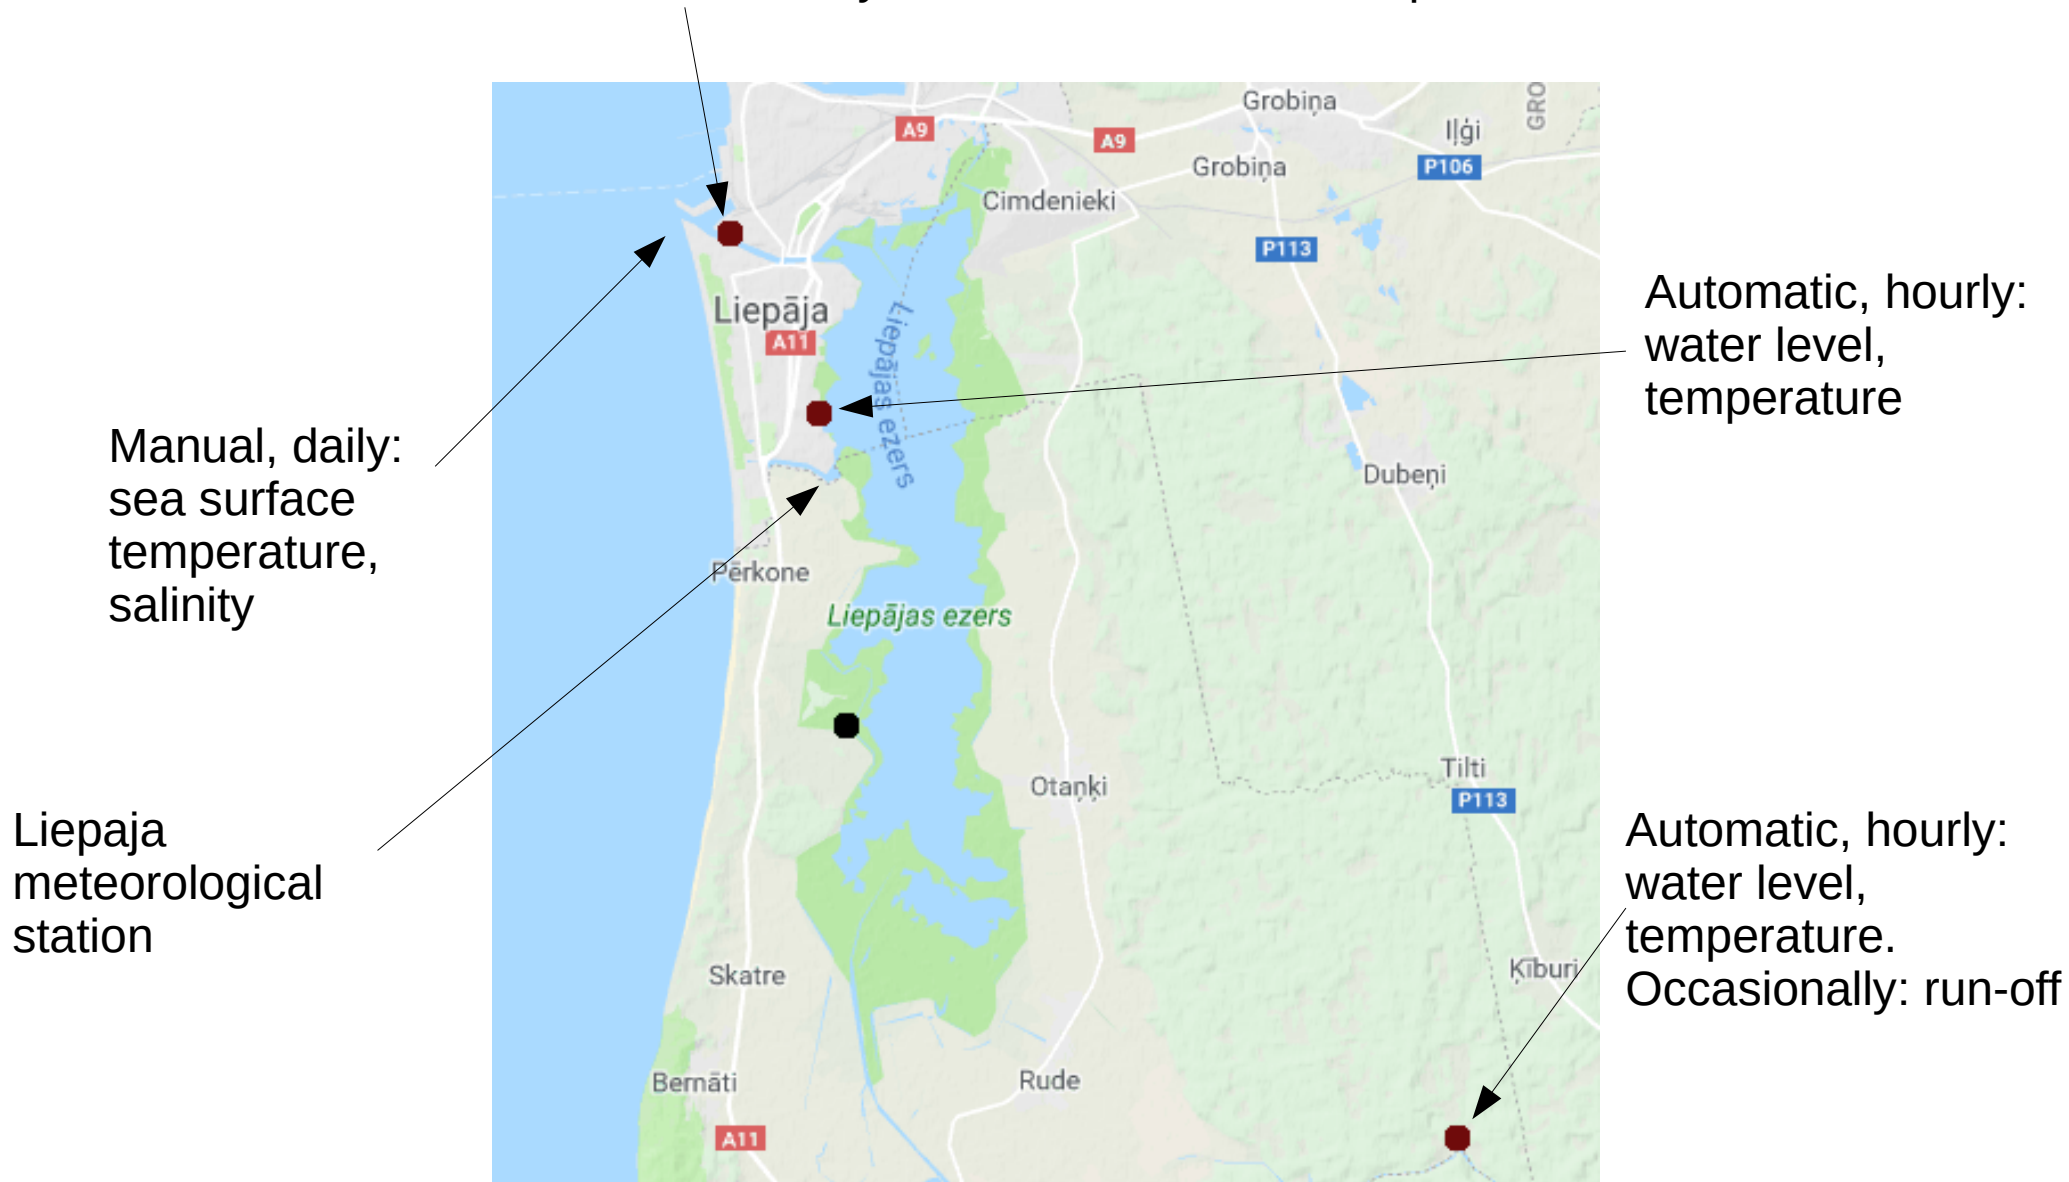 Grobiņa
GRO
A9
A9
Iļģi
Grobiņa
P106
Cimdenieki
P113
Liepāja
A11
Liepājas ezers
Automatic, hourly:
water level,
temperature
Manual, daily:
sea surface
temperature,
salinity
Dubeņi
Pērkone
Liepājas ezers
Tilti
Otaņķi
P113
Liepaja
meteorological
station
Automatic, hourly:
water level,
temperature.
Occasionally: run-off
Skatre
Ķīburi
Bernāti
Rude
A11